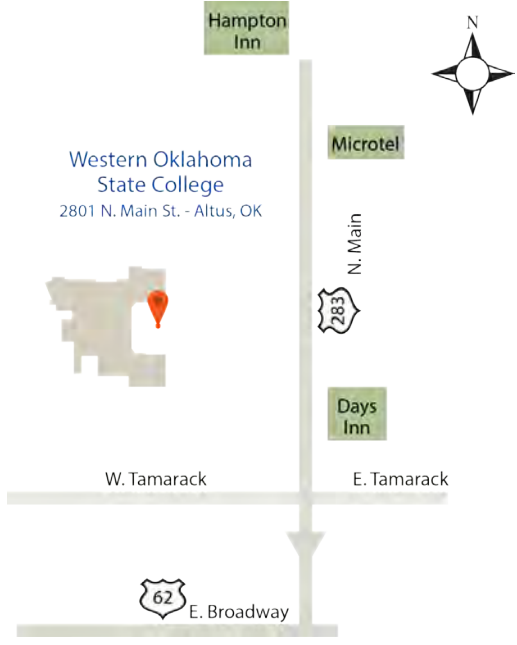 Hampton
Inn
N
Microtel
Western Oklahoma
State College
2801 N. Main St. - Altus, OK
N. Main
283
Days
Inn
W. Tamarack
E. Tamarack
62
E. Broadway